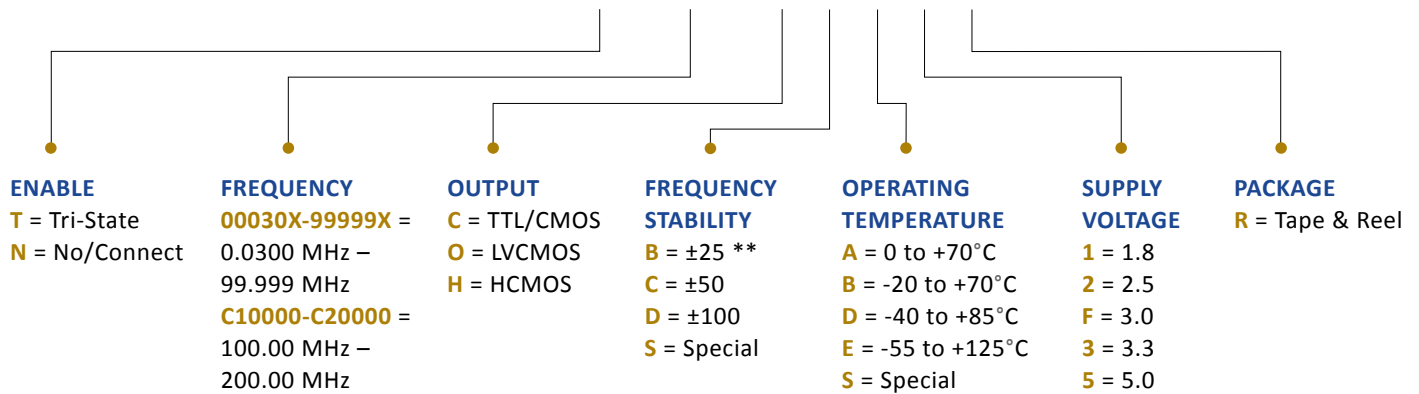 ENABLE
T = Tri-State
N = No/Connect
FREQUENCY
00030X-99999X =
0.0300 MHz –
99.999 MHz
C10000-C20000 =
100.00 MHz –
200.00 MHz
OUTPUT
C = TTL/CMOS
O = LVCMOS
H = HCMOS
FREQUENCY
STABILITY
B = ±25 **
C = ±50
D = ±100
S = Special
OPERATING
TEMPERATURE
A = 0 to +70°C
B = -20 to +70°C
D = -40 to +85°C
E = -55 to +125°C
S = Special
SUPPLY
VOLTAGE
1 = 1.8
2 = 2.5
F = 3.0
3 = 3.3
5 = 5.0
PACKAGE
R = Tape & Reel